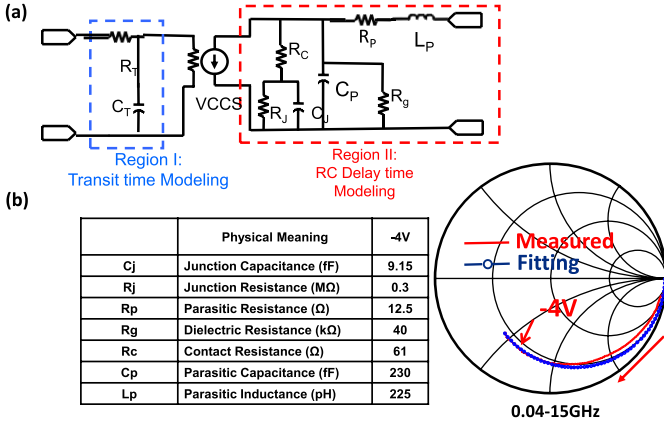 (a)
R_T
C_T
VCCS
R_C
R_J
C_J
C_P
R_g
R_P
L_P
Region I:
Transit time Modeling
Region II:
RC Delay time
Modeling
(b)
Physical Meaning -4V
Cj Junction Capacitance (fF) 9.15
Rj Junction Resistance (MΩ) 0.3
Rp Parasitic Resistance (Ω) 12.5
Rg Dielectric Resistance (kΩ) 40
Rc Contact Resistance (Ω) 61
Cp Parasitic Capacitance (fF) 230
Lp Parasitic Inductance (pH) 225
Measured
Fitting
-4V
0.04-15GHz